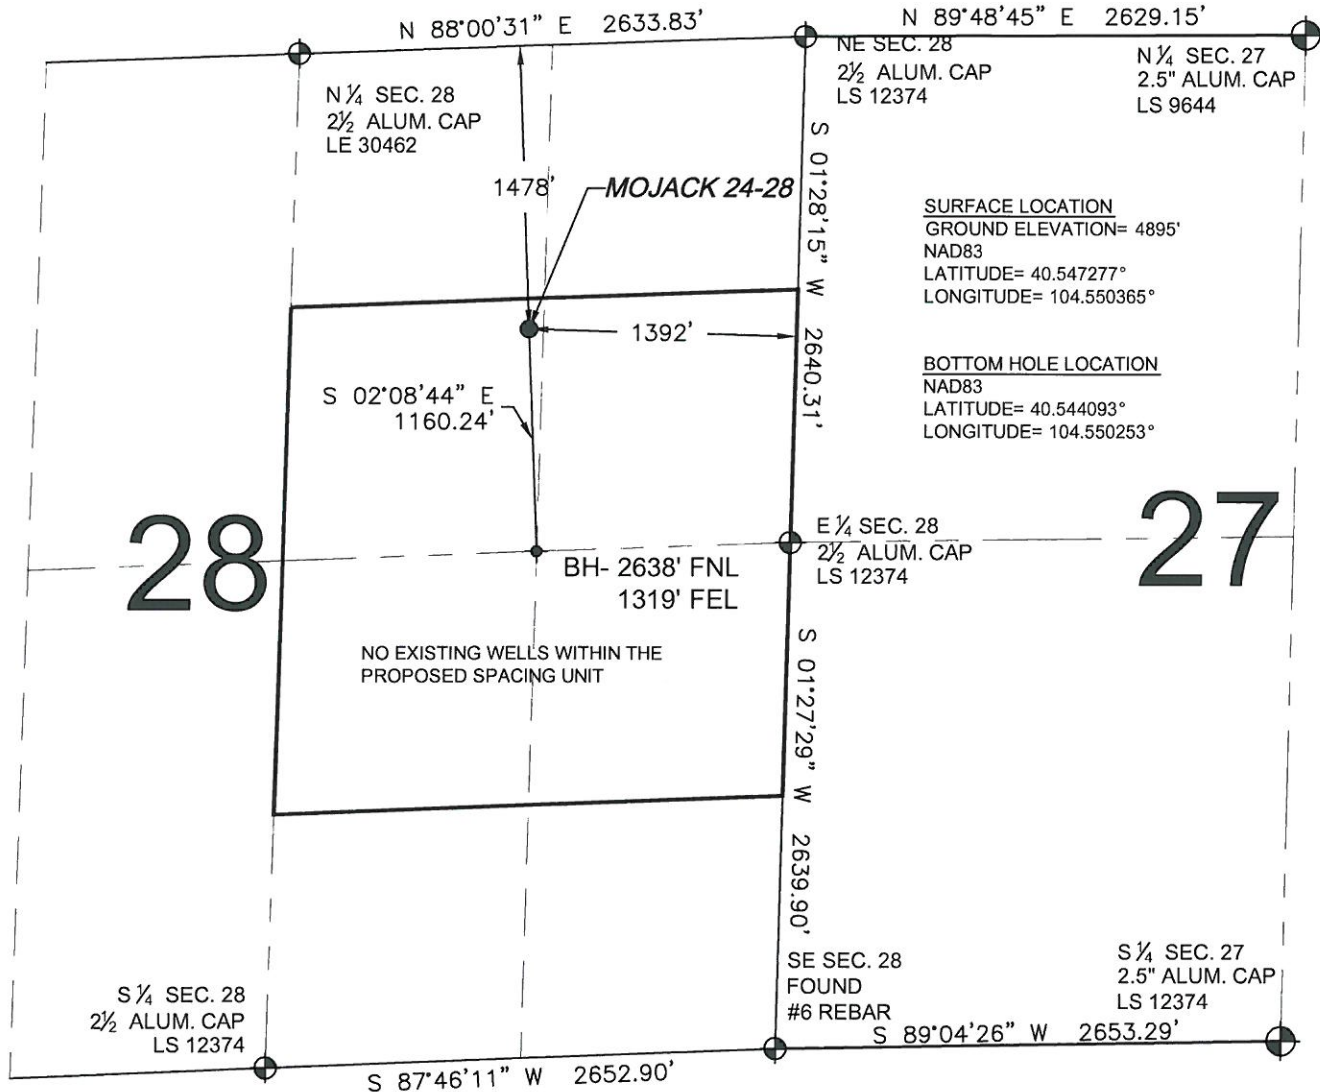 N 88°00'31" E 2633.83'
N 89°48'45" E 2629.15'
NE SEC. 28
2½ ALUM. CAP
LS 12374
N ¼ SEC. 27
2.5" ALUM. CAP
LS 9644
N ¼ SEC. 28
2½ ALUM. CAP
LE 30462
1478'
MOJACK 24-28
S 01°28'15" W 2640.31'
SURFACE LOCATION
GROUND ELEVATION= 4895'
NAD83
LATITUDE= 40.547277°
LONGITUDE= 104.550365°
1392'
BOTTOM HOLE LOCATION
NAD83
LATITUDE= 40.544093°
LONGITUDE= 104.550253°
S 02°08'44" E
1160.24'
28
27
E ¼ SEC. 28
2½ ALUM. CAP
LS 12374
BH- 2638' FNL
1319' FEL
NO EXISTING WELLS WITHIN THE
PROPOSED SPACING UNIT
S 01°27'29" W 2639.90'
SE SEC. 28
FOUND
#6 REBAR
S ¼ SEC. 27
2.5" ALUM. CAP
LS 12374
S ¼ SEC. 28
2½ ALUM. CAP
LS 12374
S 89°04'26" W 2653.29'
S 87°46'11" W 2652.90'